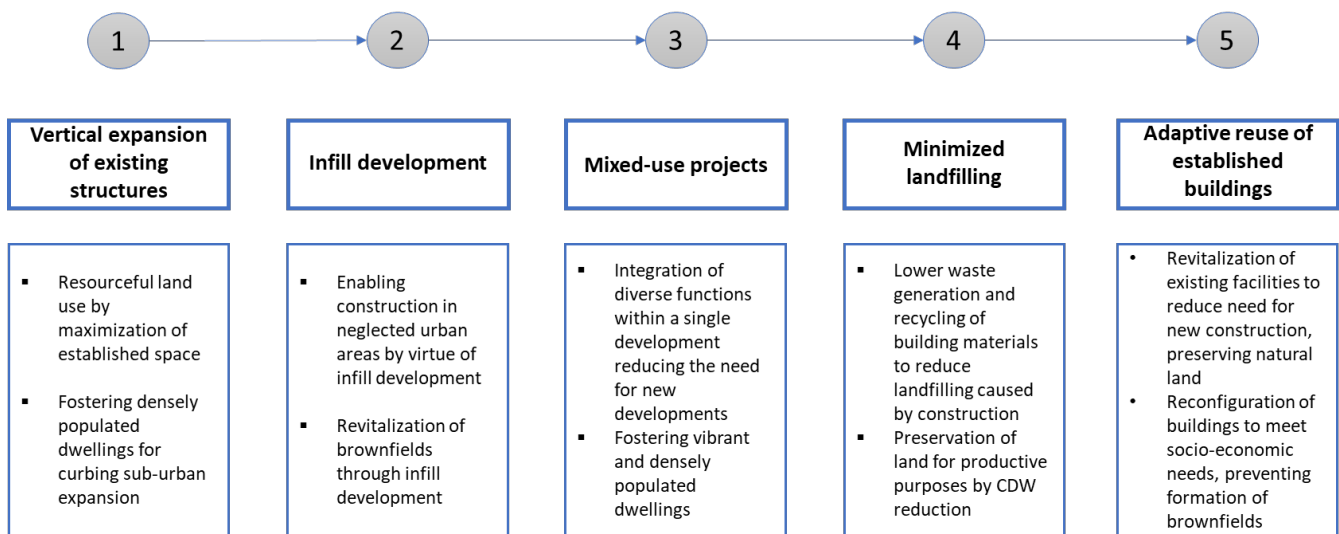 1
2
3
4
5
Vertical expansion
of existing
structures
Infill development
Mixed-use projects
Minimized
landfilling
Adaptive reuse of
established
buildings
▪ Resourceful land
use by
maximization of
established space
▪ Fostering densely
populated
dwellings for
curbing sub-urban
expansion
▪ Enabling
construction in
neglected urban
areas by virtue of
infill development
▪ Revitalization of
brownfields
through infill
development
▪ Integration of
diverse functions
within a single
development
reducing the need
for new
developments
▪ Fostering vibrant
and densely
populated
dwellings
▪ Lower waste
generation and
recycling of
building materials
to reduce
landfilling caused
by construction
▪ Preservation of
land for productive
purposes by CDW
reduction
• Revitalization of
existing facilities to
reduce need for
new construction,
preserving natural
land
• Reconfiguration of
buildings to meet
socio-economic
needs, preventing
formation of
brownfields